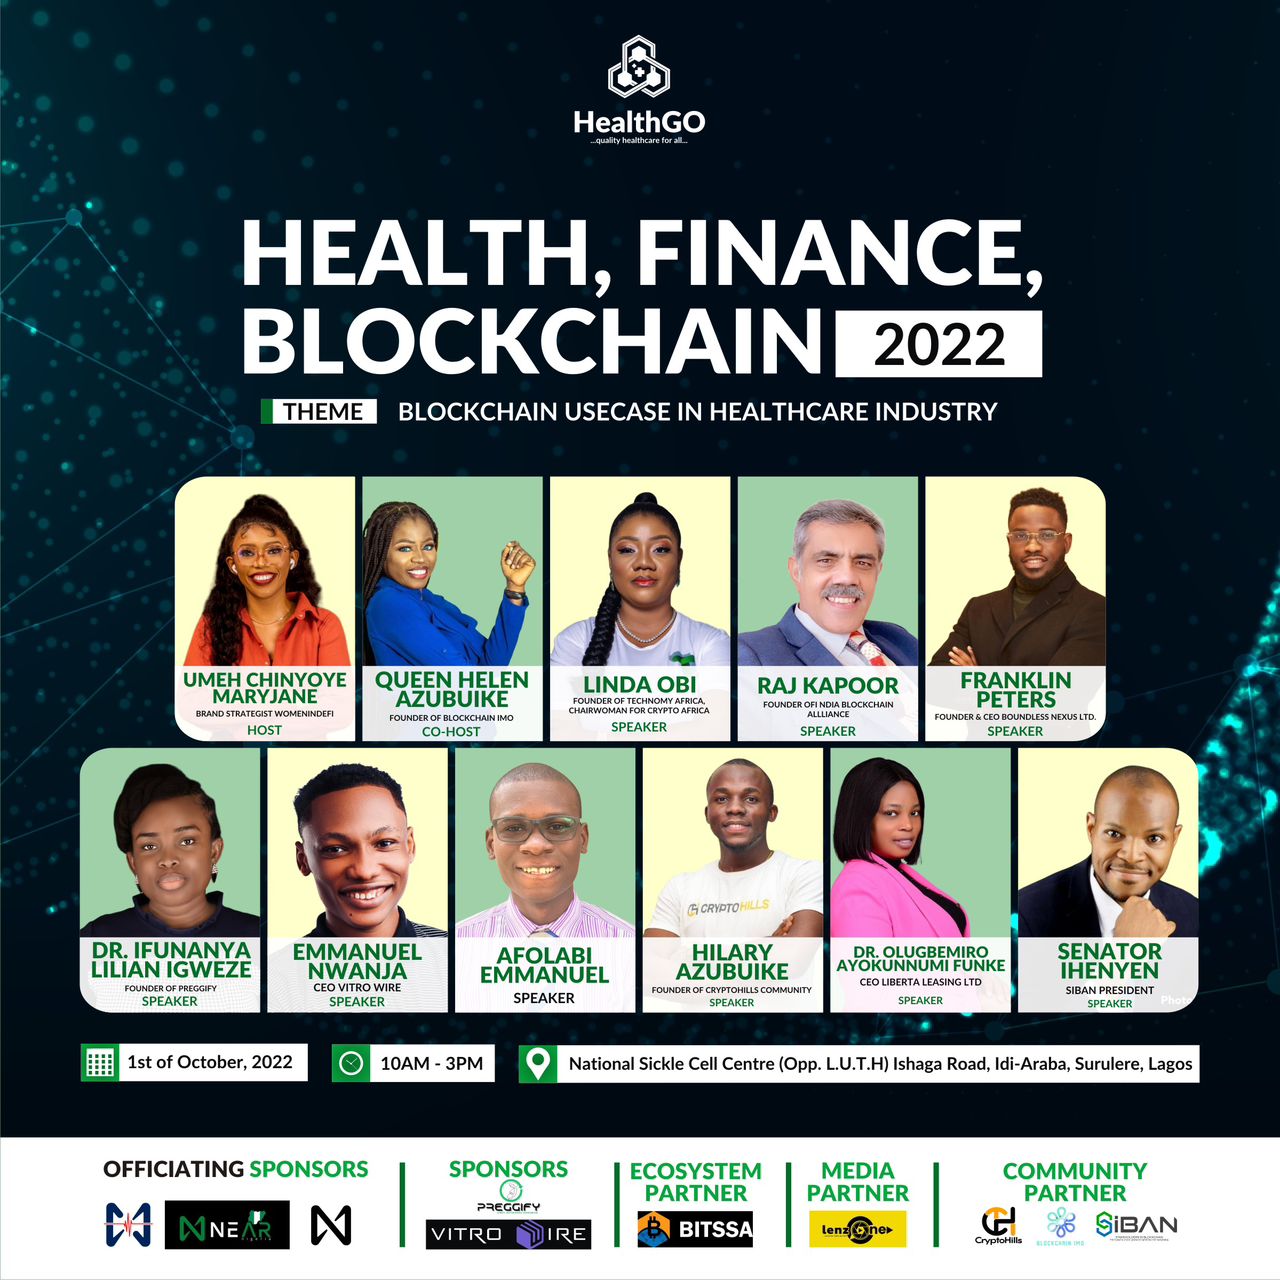 HealthGO
...quality healthcare for all...
HEALTH, FINANCE,
BLOCKCHAIN 2022
THEME BLOCKCHAIN USECASE IN HEALTHCARE INDUSTRY
UMEH CHINYOYE
MARYJANE
BRAND STRATEGIST WOMENINDEFI
HOST
QUEEN HELEN
AZUBUIKE
FOUNDER OF BLOCKCHAIN IMO
CO-HOST
LINDA OBI
FOUNDER OF TECHNOMY AFRICA,
CHAIRWOMAN FOR CRYPTO AFRICA
SPEAKER
RAJ KAPOOR
FOUNDER OFI NDIA BLOCKCHAIN
ALLLIANCE
SPEAKER
FRANKLIN
PETERS
FOUNDER & CEO BOUNDLESS NEXUS LTD.
SPEAKER
DR. IFUNANYA
LILIAN IGWEZE
FOUNDER OF PREGGIFY
SPEAKER
EMMANUEL
NWANJA
CEO VITRO WIRE
SPEAKER
AFOLABI
EMMANUEL
SPEAKER
CRYPTOHILLS
HILARY
AZUBUIKE
FOUNDER OF CRYPTOHILLS COMMUNITY
SPEAKER
DR. OLUGBEMIRO
AYOKUNNUMI FUNKE
CEO LIBERTA LEASING LTD
SPEAKER
SENATOR
IHENYEN
SIBAN PRESIDENT
SPEAKER
Photo
1st of October, 2022
10AM - 3PM
National Sickle Cell Centre (Opp. L.U.T.H) Ishaga Road, Idi-Araba, Surulere, Lagos
OFFICIATING SPONSORS
NEAR
Nigeria
SPONSORS
PREGGIFY
VITRO WIRE
ECOSYSTEM
PARTNER
BITSSA
MEDIA
PARTNER
lenzOne
COMMUNITY
PARTNER
CryptoHills
BLOCKCHAIN IMO
SiBAN